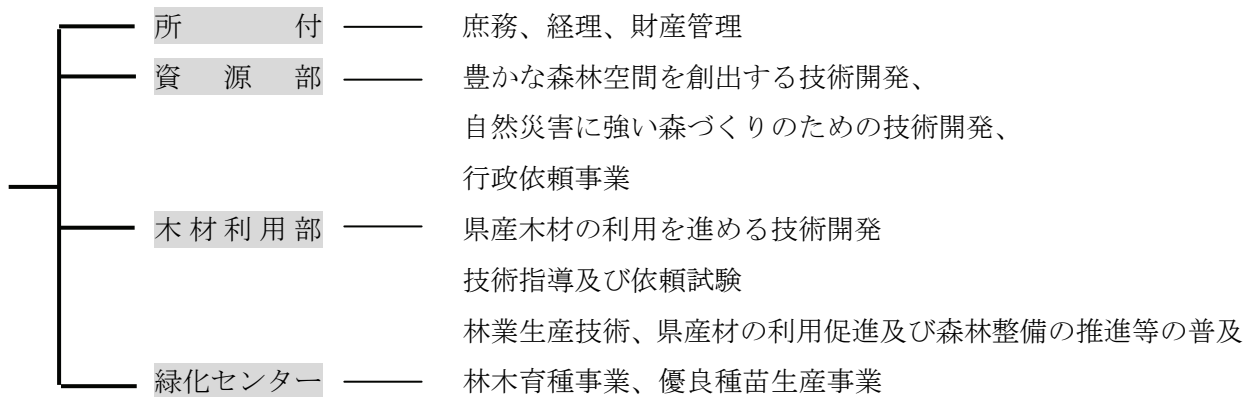 所付 庶務、経理、財産管理
資源部 豊かな森林空間を創出する技術開発、
自然災害に強い森づくりのための技術開発、
行政依頼事業
木材利用部 県産木材の利用を進める技術開発
技術指導及び依頼試験
林業生産技術、県産材の利用促進及び森林整備の推進等の普及
緑化センター 林木育種事業、優良種苗生産事業